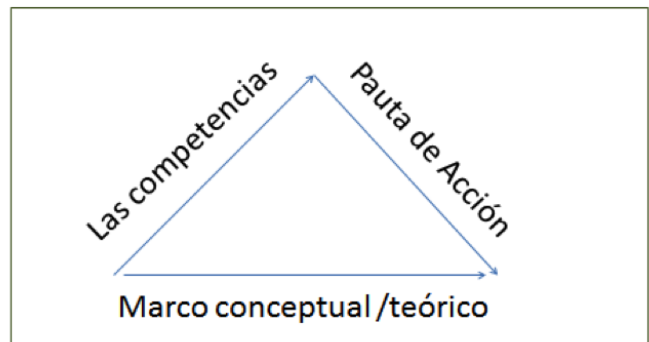 Las competencias
Pauta de Acción
Marco conceptual /teórico